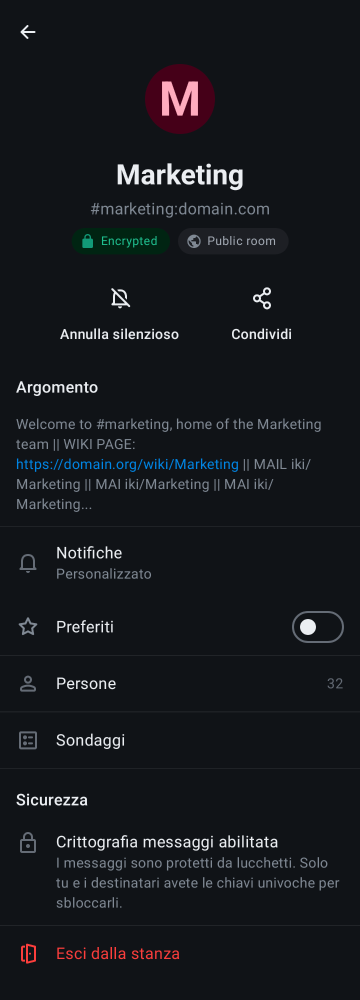 M
Marketing
#marketing:domain.com
Encrypted
Public room
Annulla silenzioso
Condividi
Argomento
Welcome to #marketing, home of the Marketing
team || WIKI PAGE:
https://domain.org/wiki/Marketing || MAIL iki/
Marketing || MAI iki/Marketing || MAI iki/
Marketing...
Notifiche
Personalizzato
Preferiti
Persone 32
Sondaggi
Sicurezza
Crittografia messaggi abilitata
I messaggi sono protetti da lucchetti. Solo
tu e i destinatari avete le chiavi univoche per
sbloccarli.
Esci dalla stanza